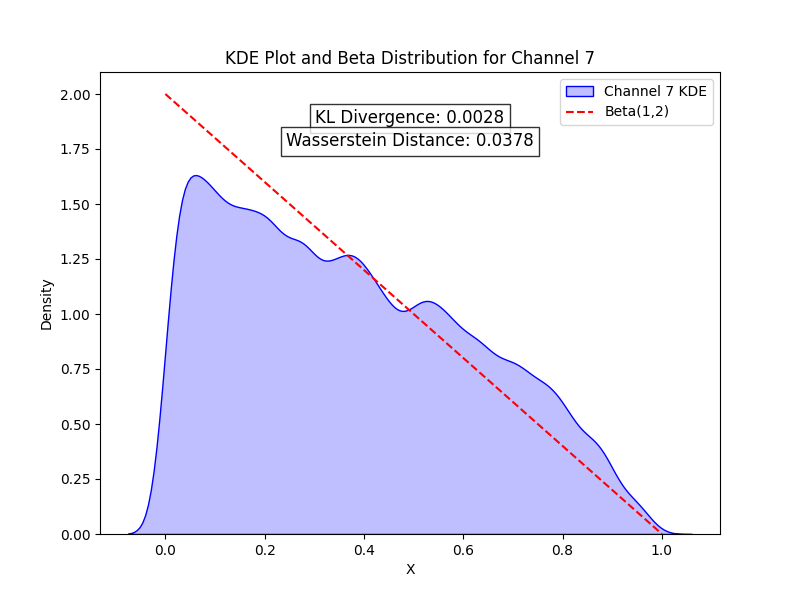 KDE Plot and Beta Distribution for Channel 7
KL Divergence: 0.0028
Wasserstein Distance: 0.0378
Channel 7 KDE
Beta(1,2)
Density
2.00
1.75
1.50
1.25
1.00
0.75
0.50
0.25
0.00
0.0 0.2 0.4 0.6 0.8 1.0
X